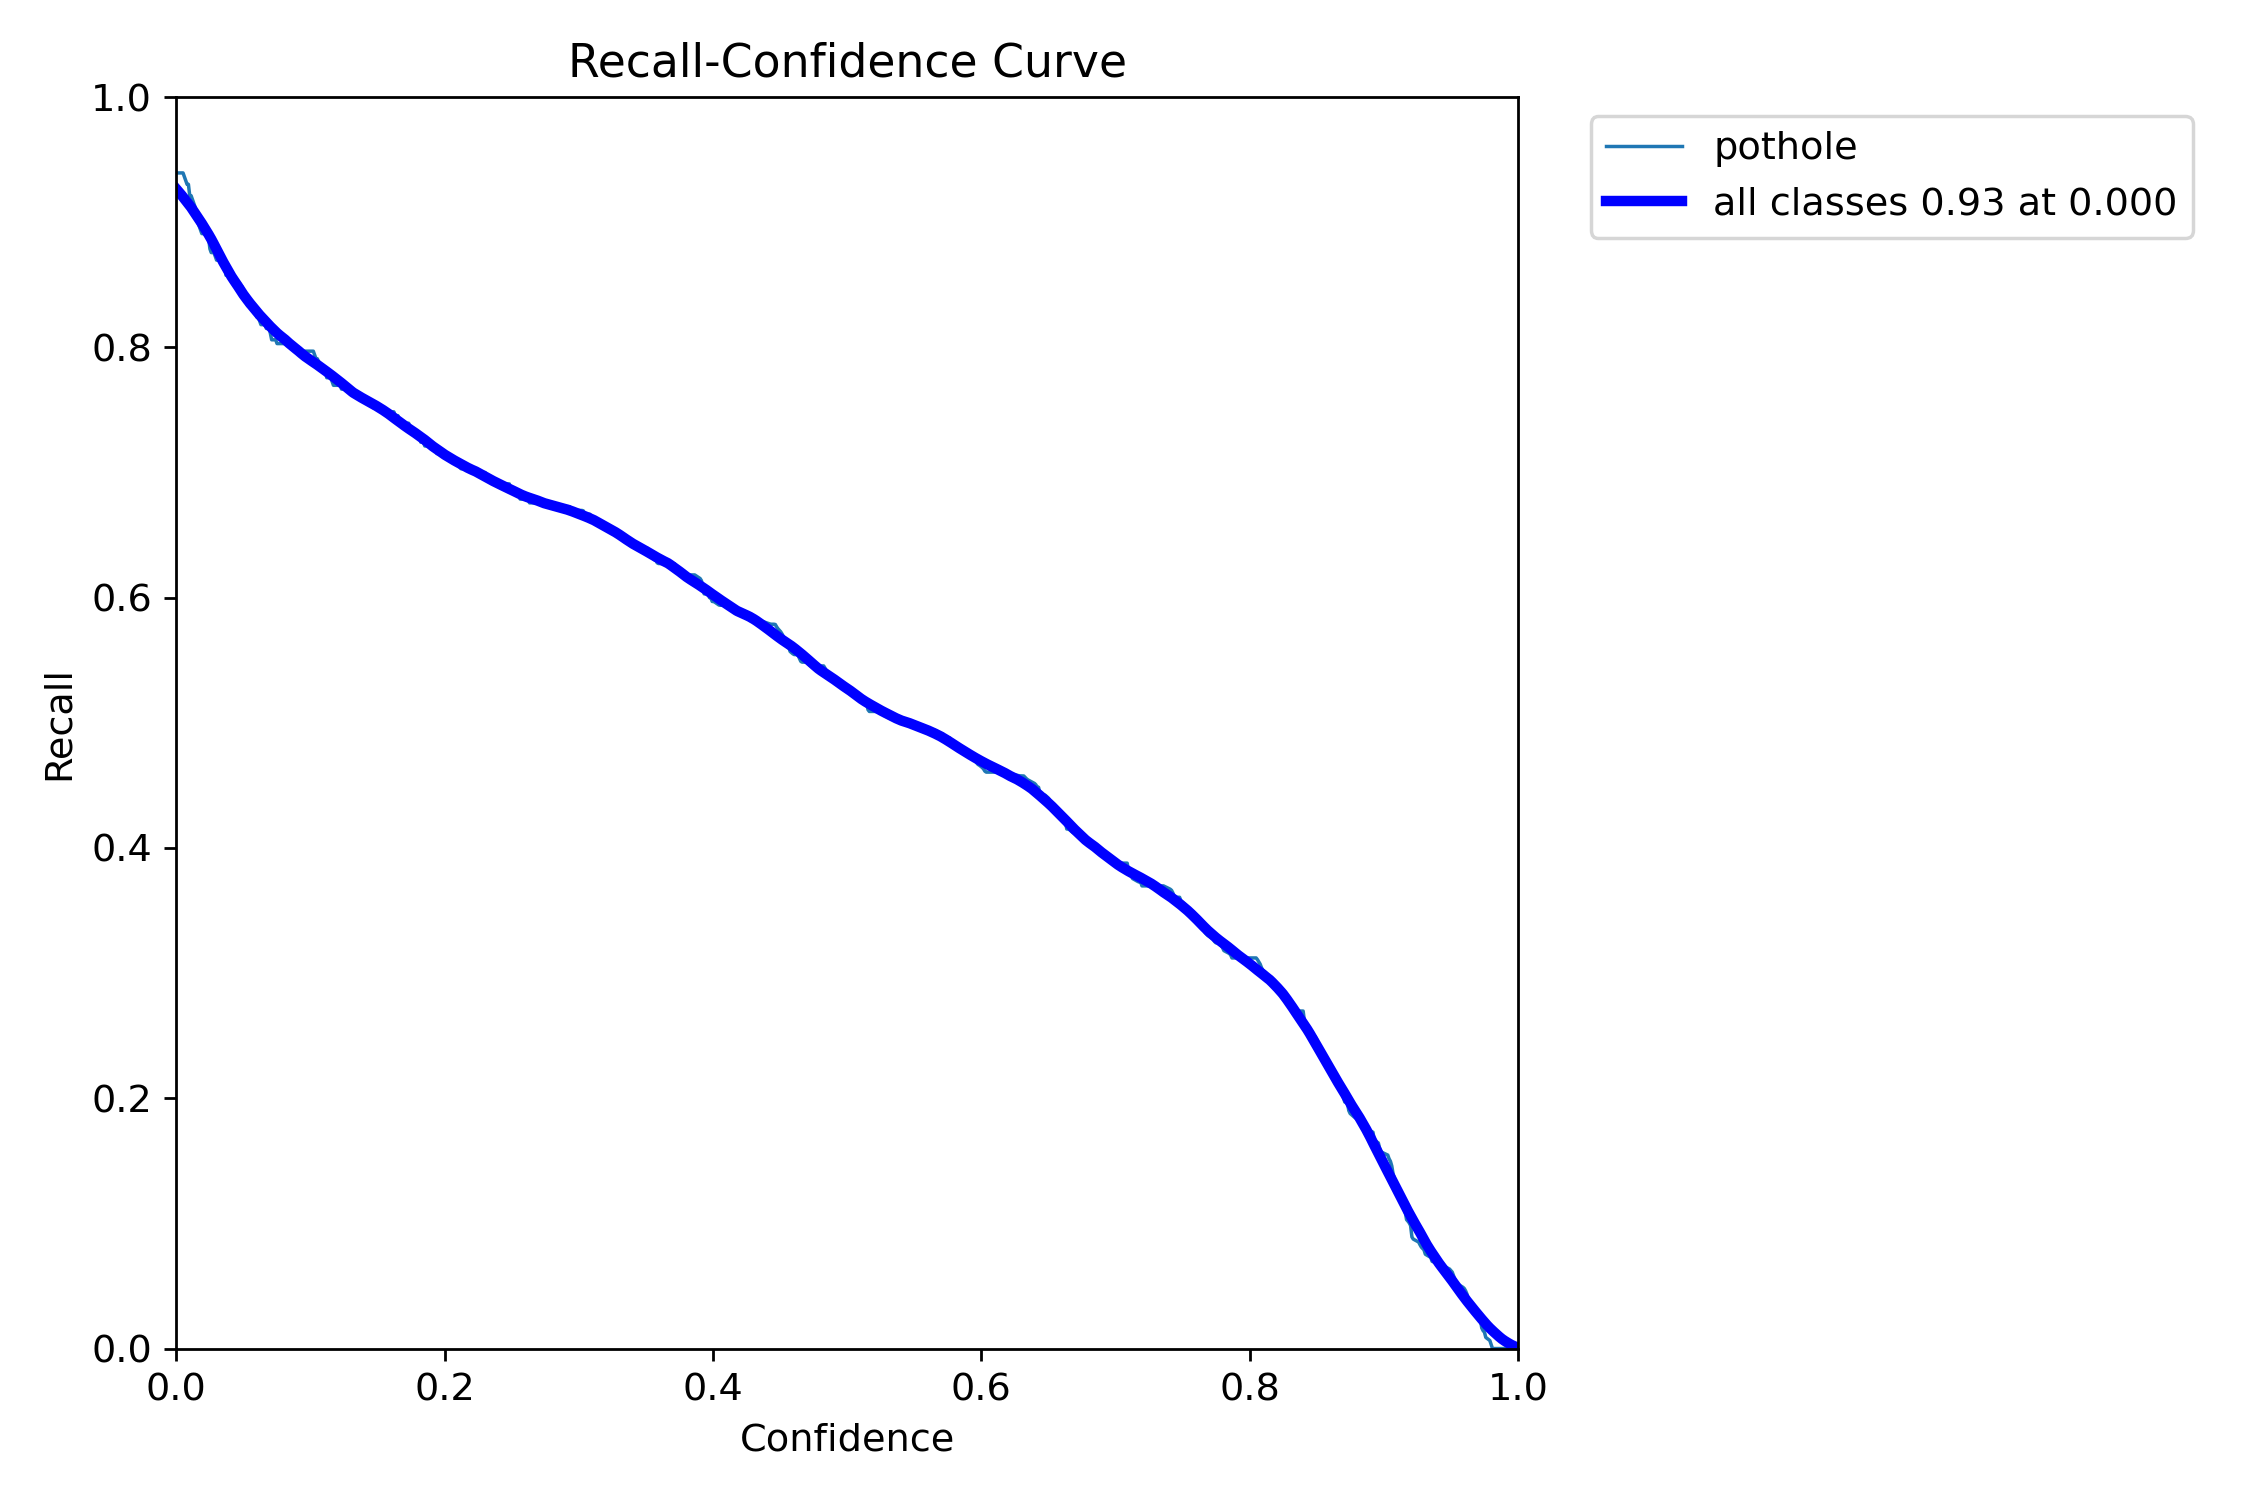 Recall-Confidence Curve
1.0
0.8
0.6
0.4
0.2
0.0
Recall
0.0 0.2 0.4 0.6 0.8 1.0
Confidence
pothole
all classes 0.93 at 0.000